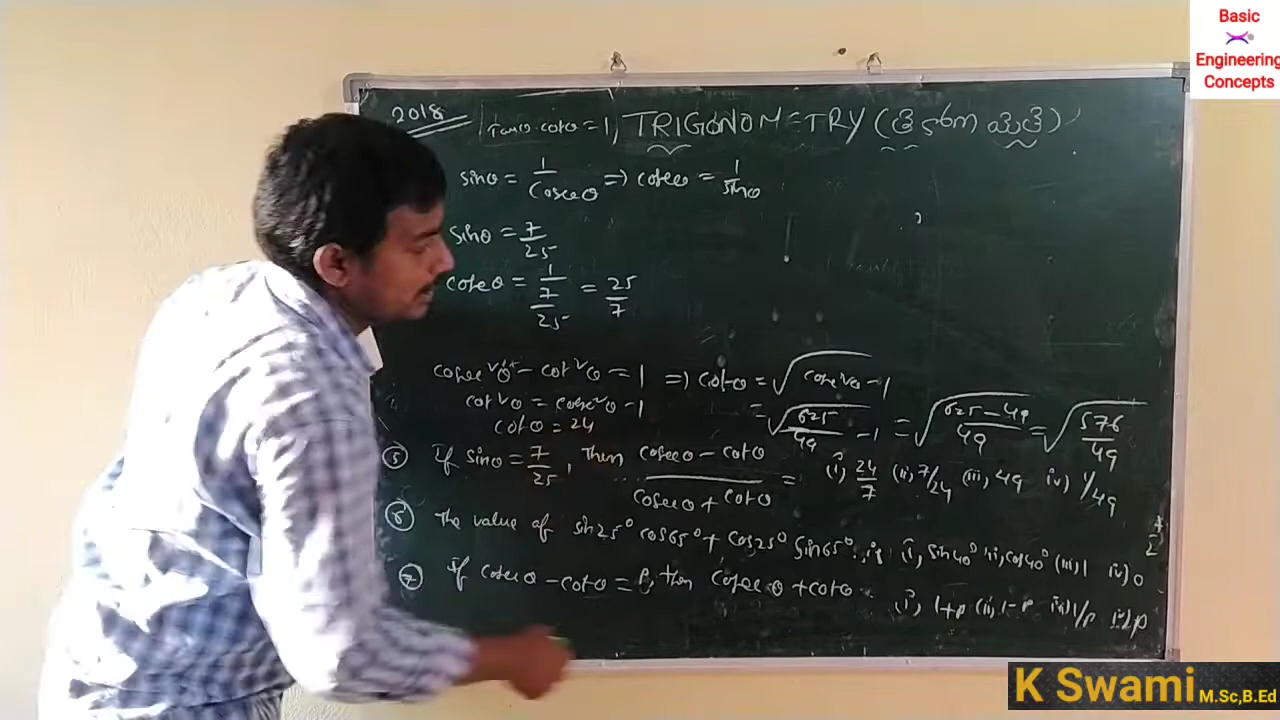 Basic
Engineering
Concepts
2018
tanθ·cotθ = 1, TRIGONOMETRY (త్రికోణ మితి)
sinθ = 1/cosecθ ⇒ cosecθ = 1/sinθ
sinθ = 7/25
cosecθ = 1/(7/25) = 25/7
cosec²θ - cot²θ = 1 ⇒ cotθ = √(cosec²θ - 1)
cot²θ = cosec²θ - 1
= √(625/49 - 1) = √((625 - 49)/49) = √(576/49)
cotθ = 24
5 If sinθ = 7/25, then (cosecθ - cotθ)/(cosecθ + cotθ) = (i, 24/7 (ii, 7/24 (iii, 49 iv) 1/49
6 The value of sin25° cos65° + cos25° sin65° is (i, sin40° ii, cos40° (iii) 1 iv) 0
7 If cosecθ - cotθ = p, then cosecθ + cotθ (i, 1+p (ii, 1-p iii) 1/p iv) p
K Swami M.Sc,B.Ed